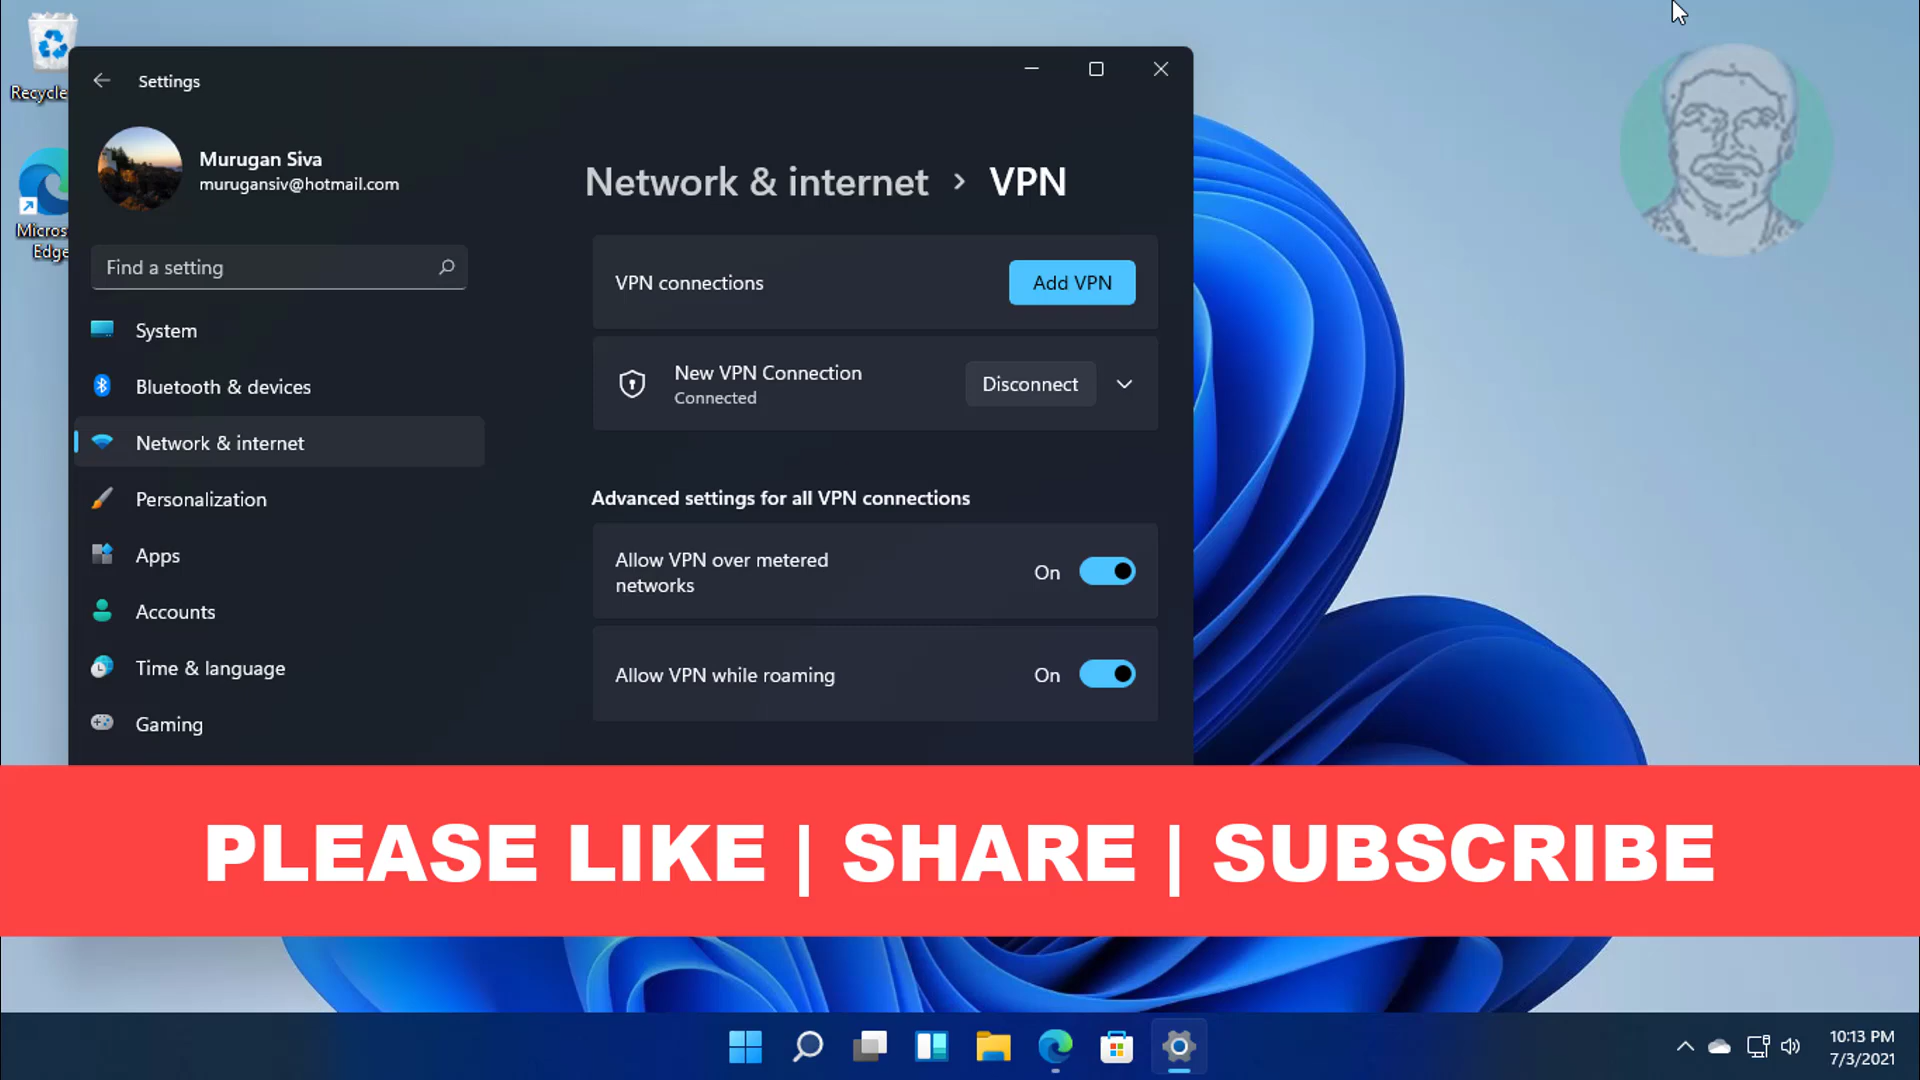 Recycle
Micros
Edge
Settings
Murugan Siva
murugansiv@hotmail.com
Find a setting
System
Bluetooth & devices
Network & internet
Personalization
Apps
Accounts
Time & language
Gaming
Network & internet > VPN
VPN connections
Add VPN
New VPN Connection
Connected
Disconnect
Advanced settings for all VPN connections
Allow VPN over metered
networks
On
Allow VPN while roaming
On
PLEASE LIKE | SHARE | SUBSCRIBE
10:13 PM
7/3/2021